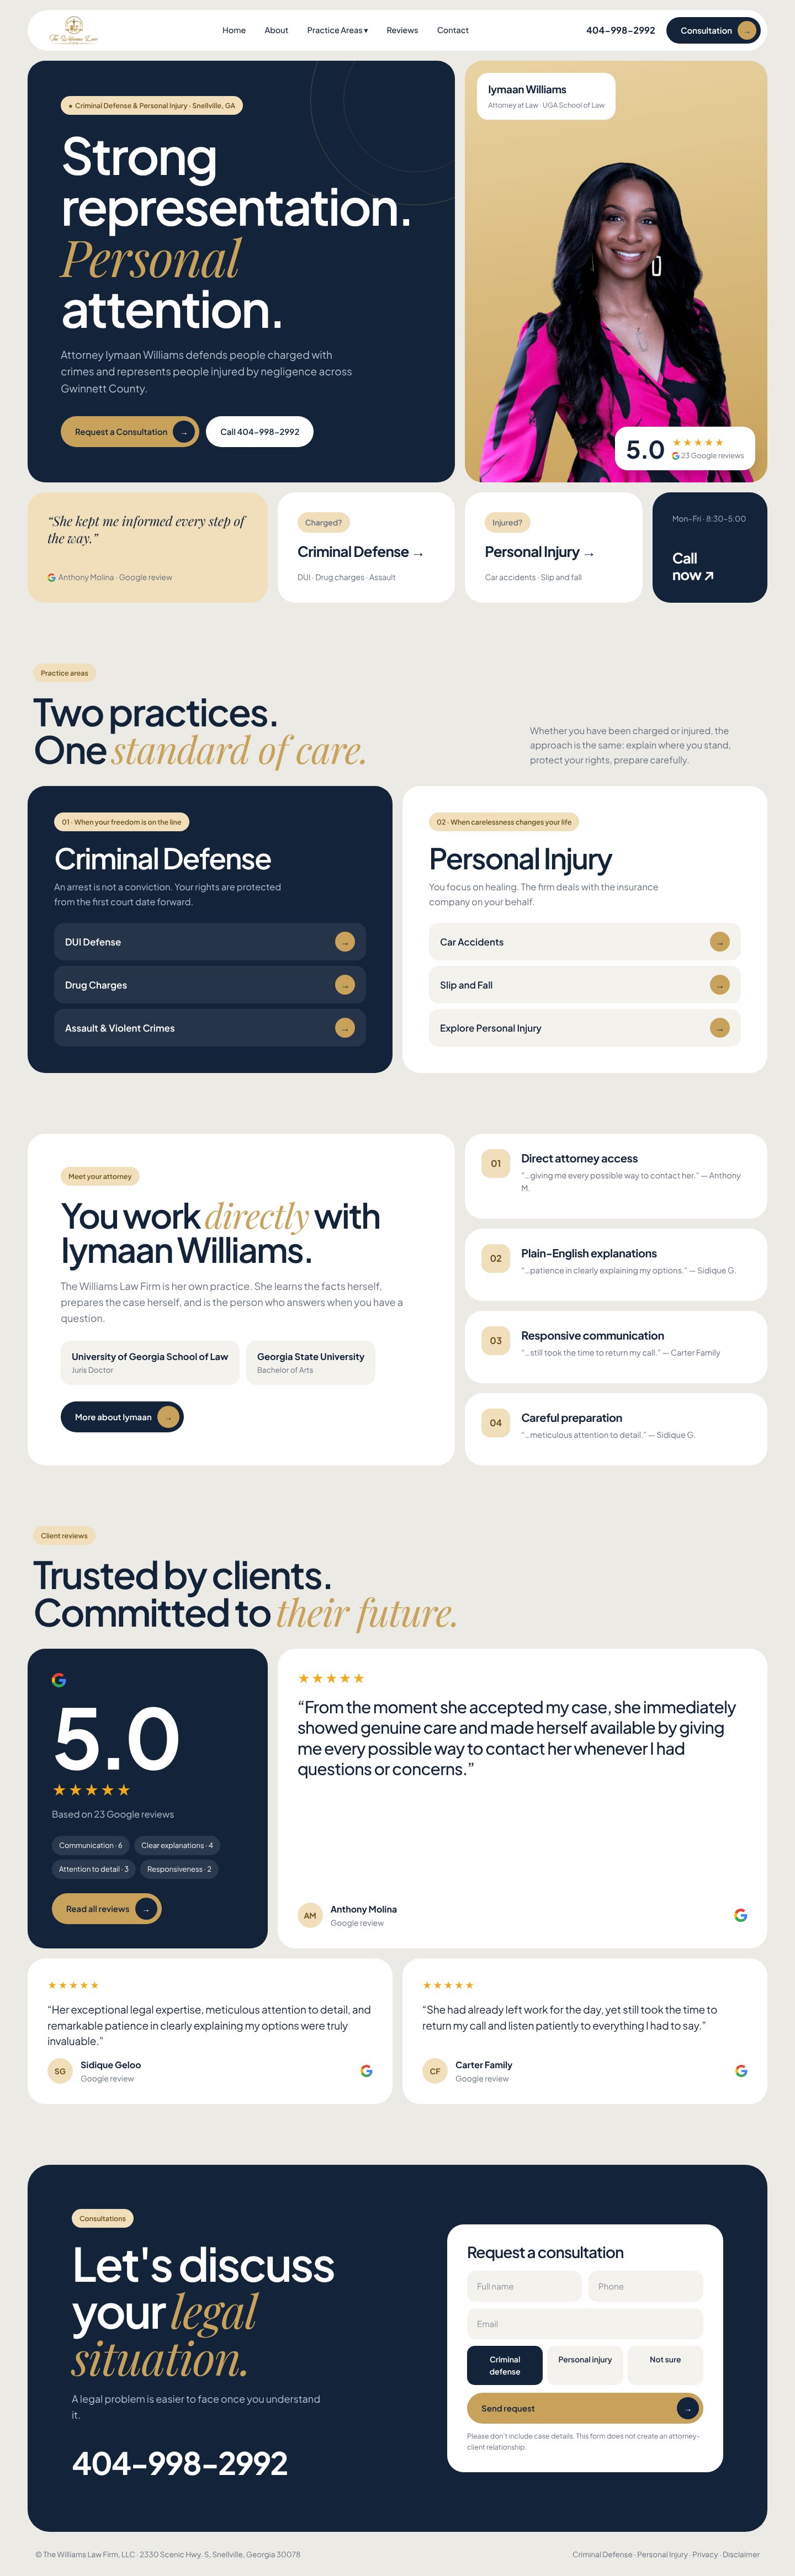 The Williams Law
Home
About
Practice Areas ▾
Reviews
Contact
404-998-2992
Consultation →
● Criminal Defense & Personal Injury · Snellville, GA
Strong
representation.
Personal
attention.
Attorney Iymaan Williams defends people charged with
crimes and represents people injured by negligence across
Gwinnett County.
Request a Consultation →
Call 404-998-2992
Iymaan Williams
Attorney at Law · UGA School of Law
5.0 ★★★★★
23 Google reviews
“She kept me informed every step of
the way.”
Anthony Molina · Google review
Charged?
Criminal Defense →
DUI · Drug charges · Assault
Injured?
Personal Injury →
Car accidents · Slip and fall
Mon–Fri · 8:30–5:00
Call
now ↗
Practice areas
Two practices.
One standard of care.
Whether you have been charged or injured, the
approach is the same: explain where you stand,
protect your rights, prepare carefully.
01 · When your freedom is on the line
Criminal Defense
An arrest is not a conviction. Your rights are protected
from the first court date forward.
DUI Defense →
Drug Charges →
Assault & Violent Crimes →
02 · When carelessness changes your life
Personal Injury
You focus on healing. The firm deals with the insurance
company on your behalf.
Car Accidents →
Slip and Fall →
Explore Personal Injury →
Meet your attorney
You work directly with
Iymaan Williams.
The Williams Law Firm is her own practice. She learns the facts herself,
prepares the case herself, and is the person who answers when you have a
question.
University of Georgia School of Law
Juris Doctor
Georgia State University
Bachelor of Arts
More about Iymaan →
01
Direct attorney access
“…giving me every possible way to contact her.” — Anthony
M.
02
Plain-English explanations
“…patience in clearly explaining my options.” — Sidique G.
03
Responsive communication
“…still took the time to return my call.” — Carter Family
04
Careful preparation
“…meticulous attention to detail.” — Sidique G.
Client reviews
Trusted by clients.
Committed to their future.
5.0
★★★★★
Based on 23 Google reviews
Communication · 6
Clear explanations · 4
Attention to detail · 3
Responsiveness · 2
Read all reviews →
★★★★★
“From the moment she accepted my case, she immediately
showed genuine care and made herself available by giving
me every possible way to contact her whenever I had
questions or concerns.”
AM
Anthony Molina
Google review
★★★★★
“Her exceptional legal expertise, meticulous attention to detail, and
remarkable patience in clearly explaining my options were truly
invaluable.”
SG
Sidique Geloo
Google review
★★★★★
“She had already left work for the day, yet still took the time to
return my call and listen patiently to everything I had to say.”
CF
Carter Family
Google review
Consultations
Let's discuss
your legal
situation.
A legal problem is easier to face once you understand
it.
404-998-2992
Request a consultation
Full name
Phone
Email
Criminal
defense
Personal injury
Not sure
Send request →
Please don't include case details. This form does not create an attorney-
client relationship.
© The Williams Law Firm, LLC · 2330 Scenic Hwy. S, Snellville, Georgia 30078
Criminal Defense · Personal Injury · Privacy · Disclaimer